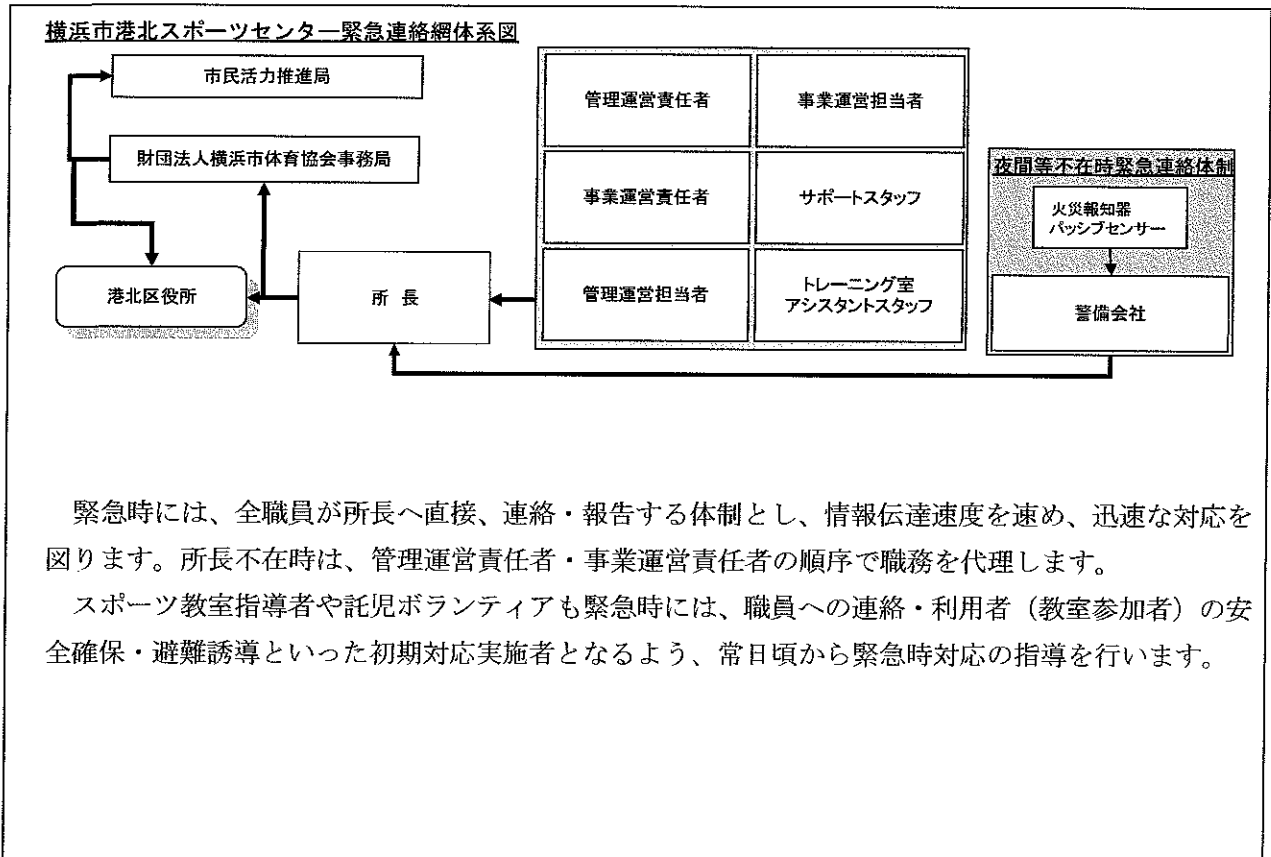 横浜市港北スポーツセンター緊急連絡網体系図
市民活力推進局
財団法人横浜市体育協会事務局
港北区役所
所 長
管理運営責任者
事業運営担当者
事業運営責任者
サポートスタッフ
管理運営担当者
トレーニング室
アシスタントスタッフ
夜間等不在時緊急連絡体制
火災報知器
パッシブセンサー
警備会社
緊急時には、全職員が所長へ直接、連絡・報告する体制とし、情報伝達速度を速め、迅速な対応を
図ります。所長不在時は、管理運営責任者・事業運営責任者の順序で職務を代理します。
スポーツ教室指導者や託児ボランティアも緊急時には、職員への連絡・利用者（教室参加者）の安
全確保・避難誘導といった初期対応実施者となるよう、常日頃から緊急時対応の指導を行います。